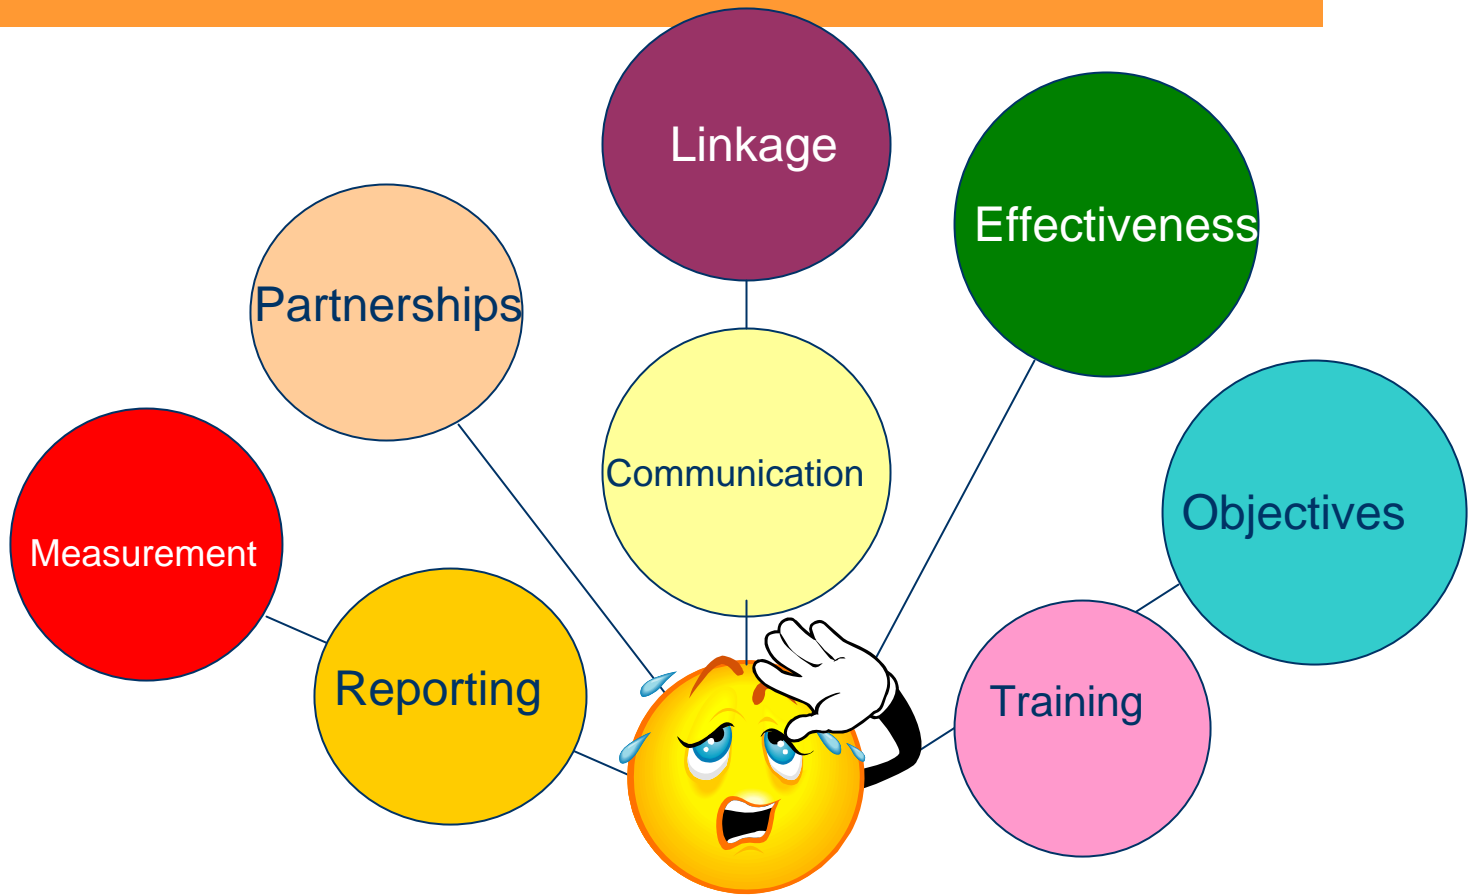 Linkage
Effectiveness
Partnerships
Communication
Objectives
Measurement
Reporting
Training